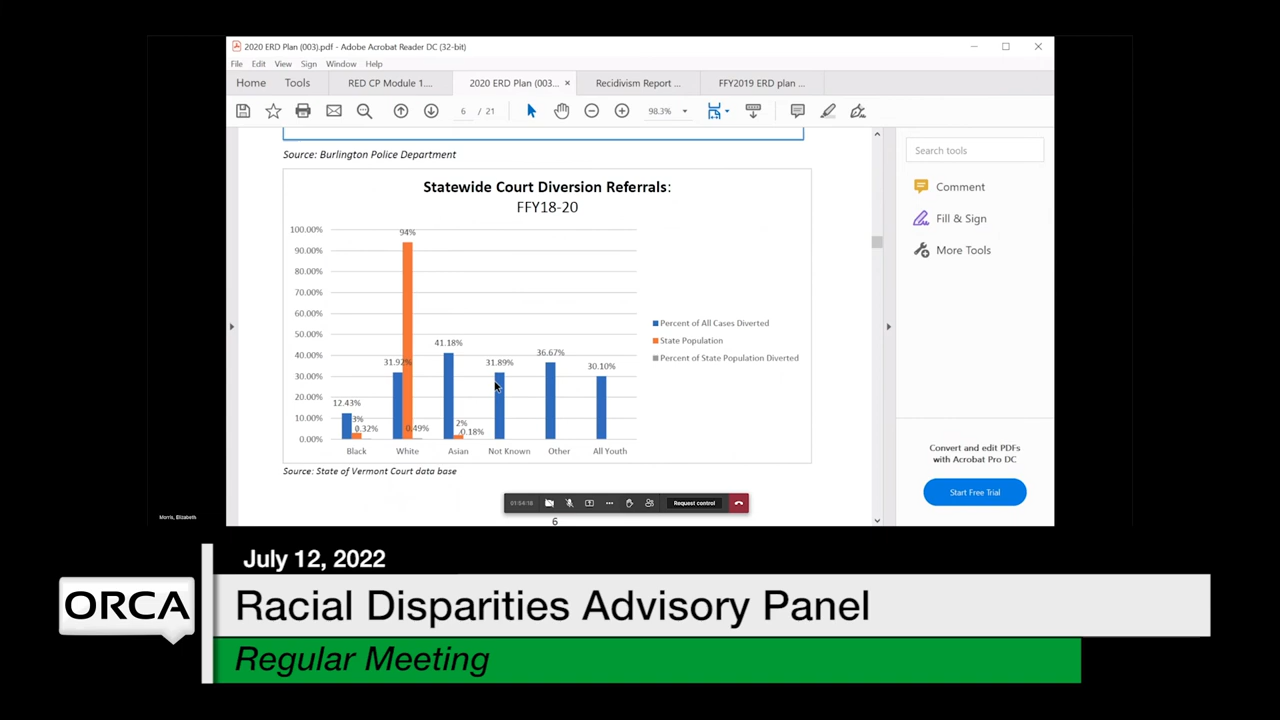 2020 ERD Plan (003).pdf - Adobe Acrobat Reader DC (32-bit)
File Edit View Sign Window Help
Home Tools RED CP Module 1... 2020 ERD Plan (003... × Recidivism Report ... FFY2019 ERD plan ...
6 / 21 98.3%
Source: Burlington Police Department
Search tools
Comment
Fill & Sign
More Tools
Statewide Court Diversion Referrals:
FFY18-20
100.00%
90.00%
80.00%
70.00%
60.00%
50.00%
40.00%
30.00%
20.00%
10.00%
0.00%
94%
41.18%
31.92%
31.89%
36.67%
30.10%
12.43%
3%
0.32%
0.49%
2%
0.18%
Black White Asian Not Known Other All Youth
Percent of All Cases Diverted
State Population
Percent of State Population Diverted
Source: State of Vermont Court data base
Convert and edit PDFs
with Acrobat Pro DC
Start Free Trial
01:54:18 Request control
6
Morris, Elizabeth
July 12, 2022
ORCA
Racial Disparities Advisory Panel
Regular Meeting